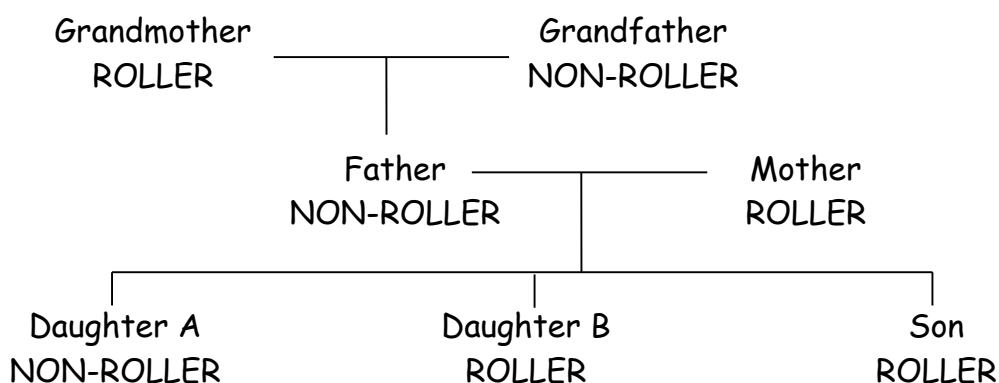 Grandmother
ROLLER
Grandfather
NON-ROLLER
Father
NON-ROLLER
Mother
ROLLER
Daughter A
NON-ROLLER
Daughter B
ROLLER
Son
ROLLER